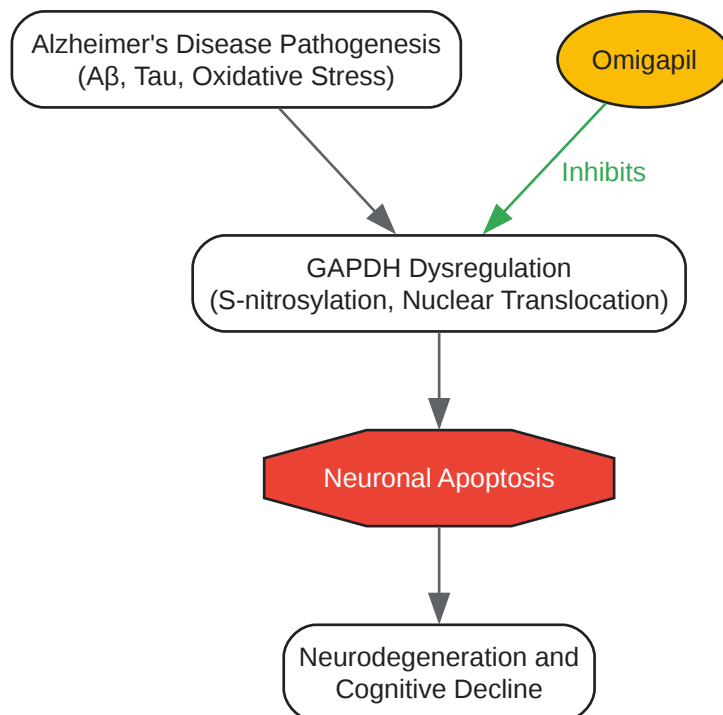 Alzheimer's Disease Pathogenesis
(Aβ, Tau, Oxidative Stress)
Omigapil
Inhibits
GAPDH Dysregulation
(S-nitrosylation, Nuclear Translocation)
Neuronal Apoptosis
Neurodegeneration and
Cognitive Decline